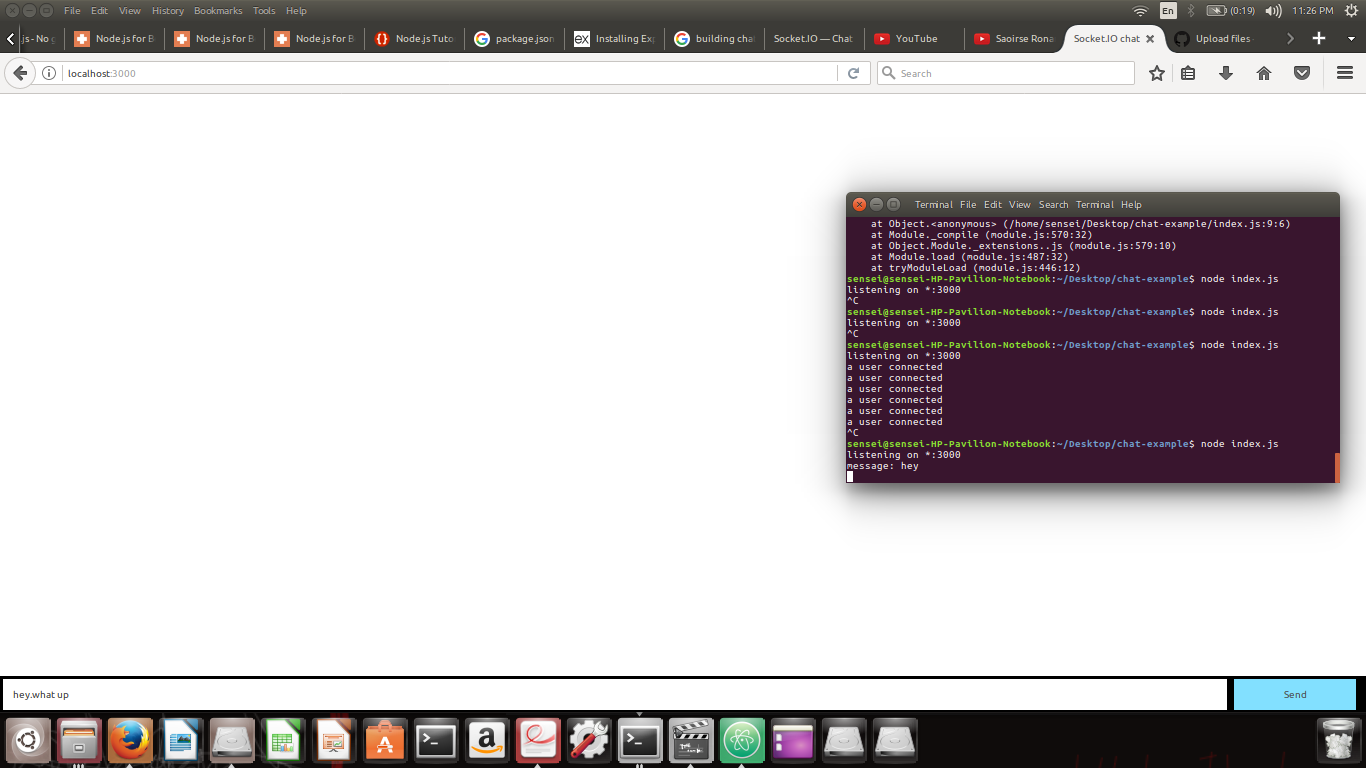 File Edit View History Bookmarks Tools Help En (0:19) 11:26 PM
.js - No g Node.js for B Node.js for B Node.js for B Node.js Tuto package.json Installing Exp building cha Socket.IO — Chat YouTube Saoirse Rona Socket.IO chat Upload files
localhost:3000 Search
Terminal File Edit View Search Terminal Help
at Object.<anonymous> (/home/sensei/Desktop/chat-example/index.js:9:6)
at Module._compile (module.js:570:32)
at Object.Module._extensions..js (module.js:579:10)
at Module.load (module.js:487:32)
at tryModuleLoad (module.js:446:12)
sensei@sensei-HP-Pavilion-Notebook:~/Desktop/chat-example$ node index.js
listening on *:3000
^C
sensei@sensei-HP-Pavilion-Notebook:~/Desktop/chat-example$ node index.js
listening on *:3000
^C
sensei@sensei-HP-Pavilion-Notebook:~/Desktop/chat-example$ node index.js
listening on *:3000
a user connected
a user connected
a user connected
a user connected
a user connected
a user connected
^C
sensei@sensei-HP-Pavilion-Notebook:~/Desktop/chat-example$ node index.js
listening on *:3000
message: hey
hey.what up Send